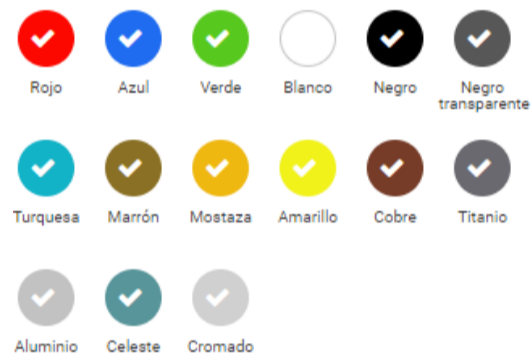 Rojo
Azul
Verde
Blanco
Negro
Negro
transparente
Turquesa
Marrón
Mostaza
Amarillo
Cobre
Titanio
Aluminio
Celeste
Cromado